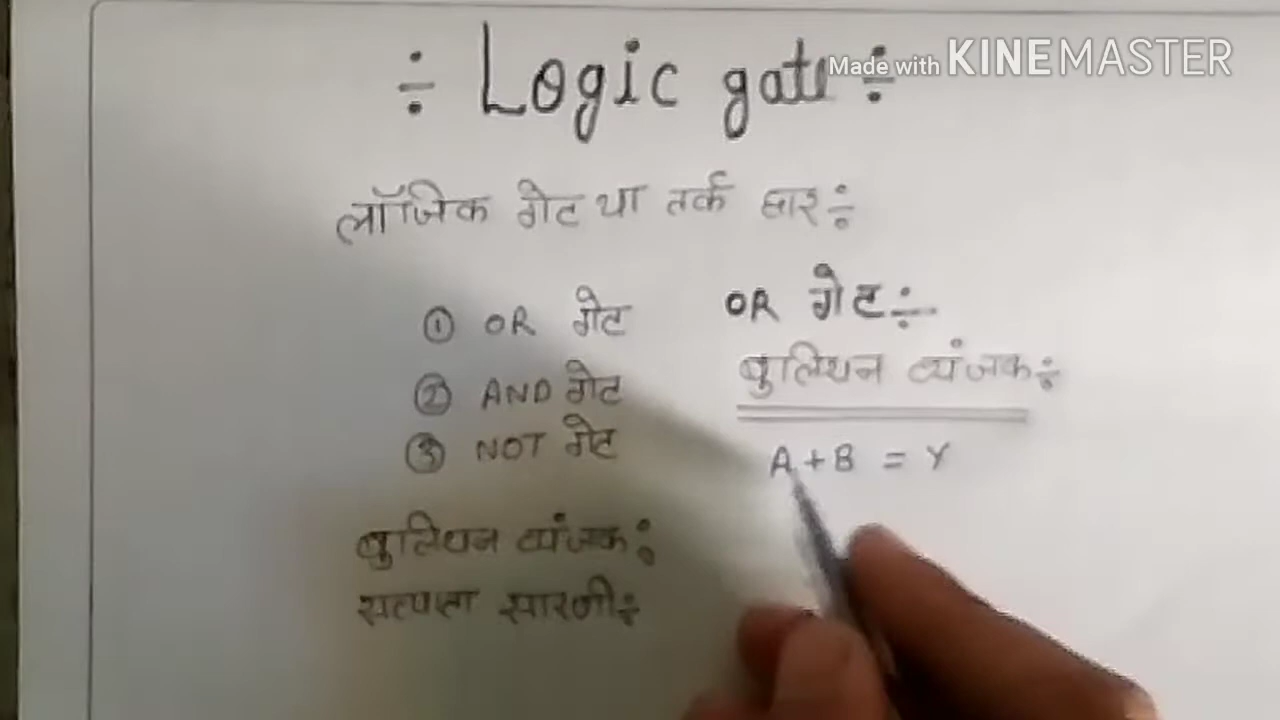 ÷ Logic gate ÷
Made with KINEMASTER
लॉजिक गेट या तर्क द्वार ÷
① OR गेट
② AND गेट
③ NOT गेट
बुलियन व्यंजक :
सत्यता सारणी ÷
OR गेट ÷
बुलियन व्यंजक ÷
A + B = Y